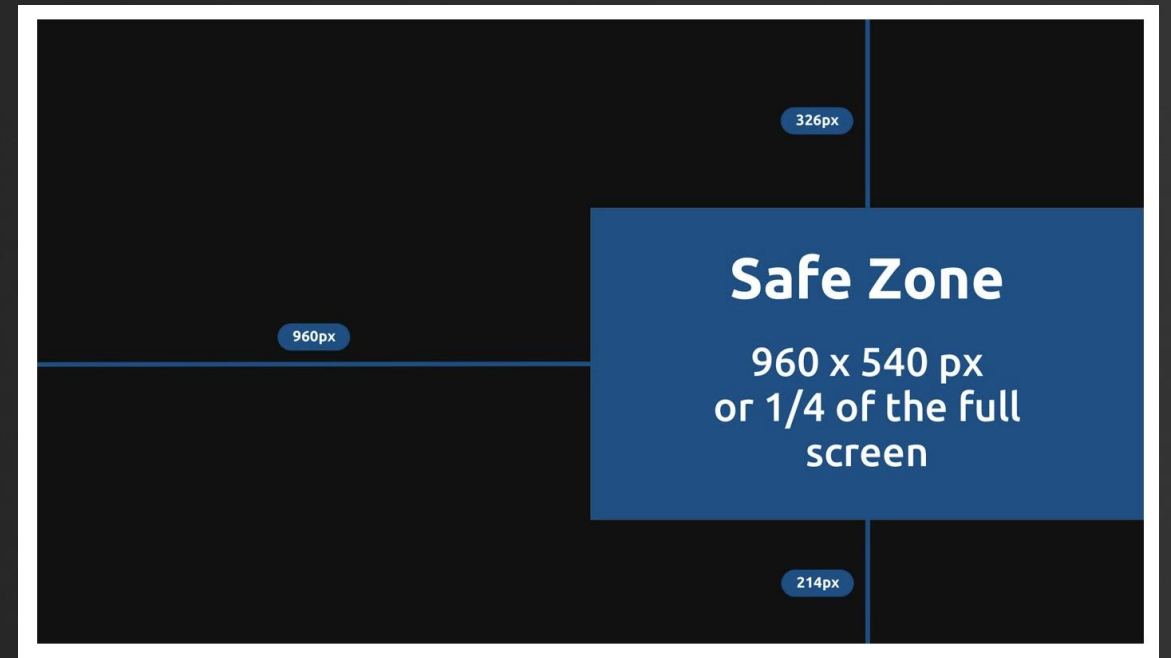 326px
Safe Zone
960px
960 x 540 px
or 1/4 of the full
screen
214px